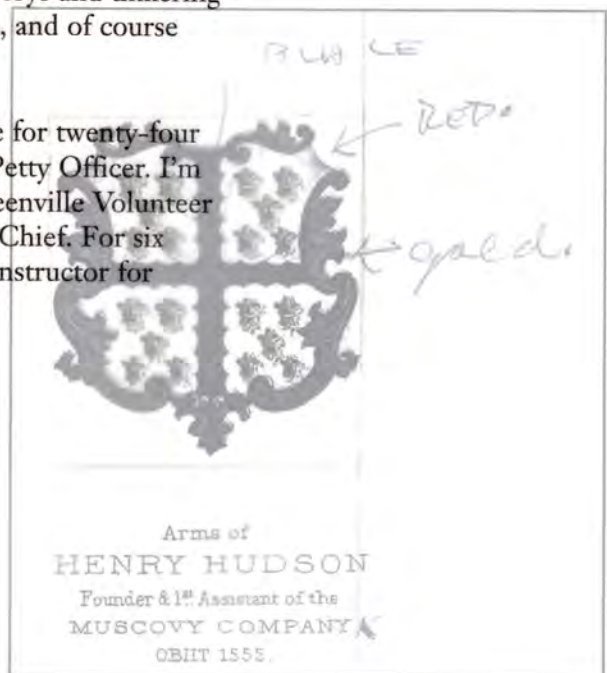 , and of course
e for twenty-four
Petty Officer. I'm
eenville Volunteer
Chief. For six
nstructor for
RED.
gold.
Arms of
HENRY HUDSON
Founder & 1st Assistant of the
MUSCOVY COMPANY
OBIIT 1555.